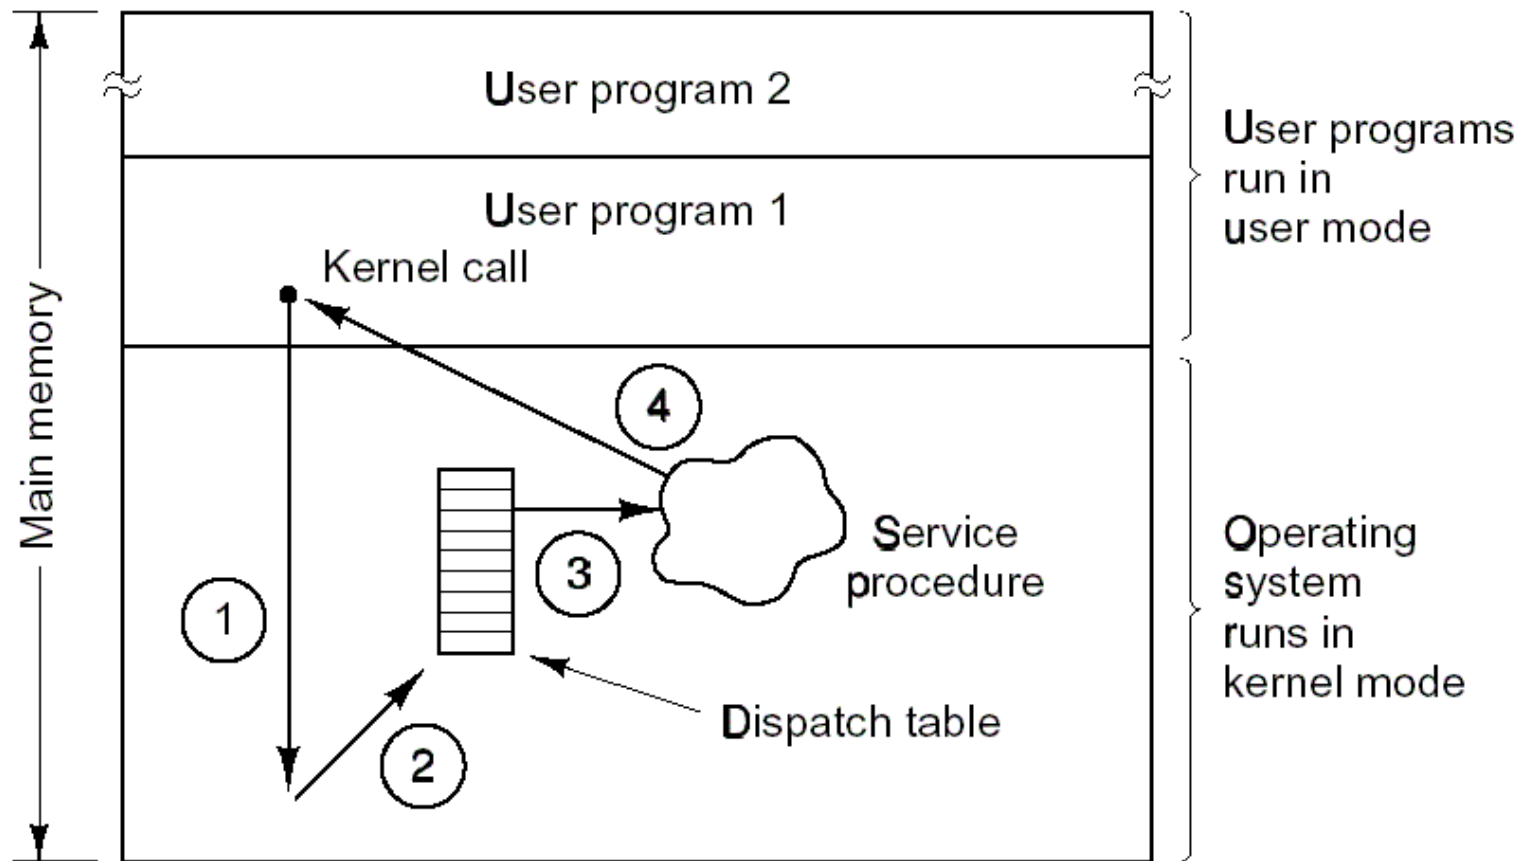 User program 2
User program 1
Kernel call
Main memory
4
3
1
2
Service
procedure
Dispatch table
User programs
run in
user mode
Operating
system
runs in
kernel mode